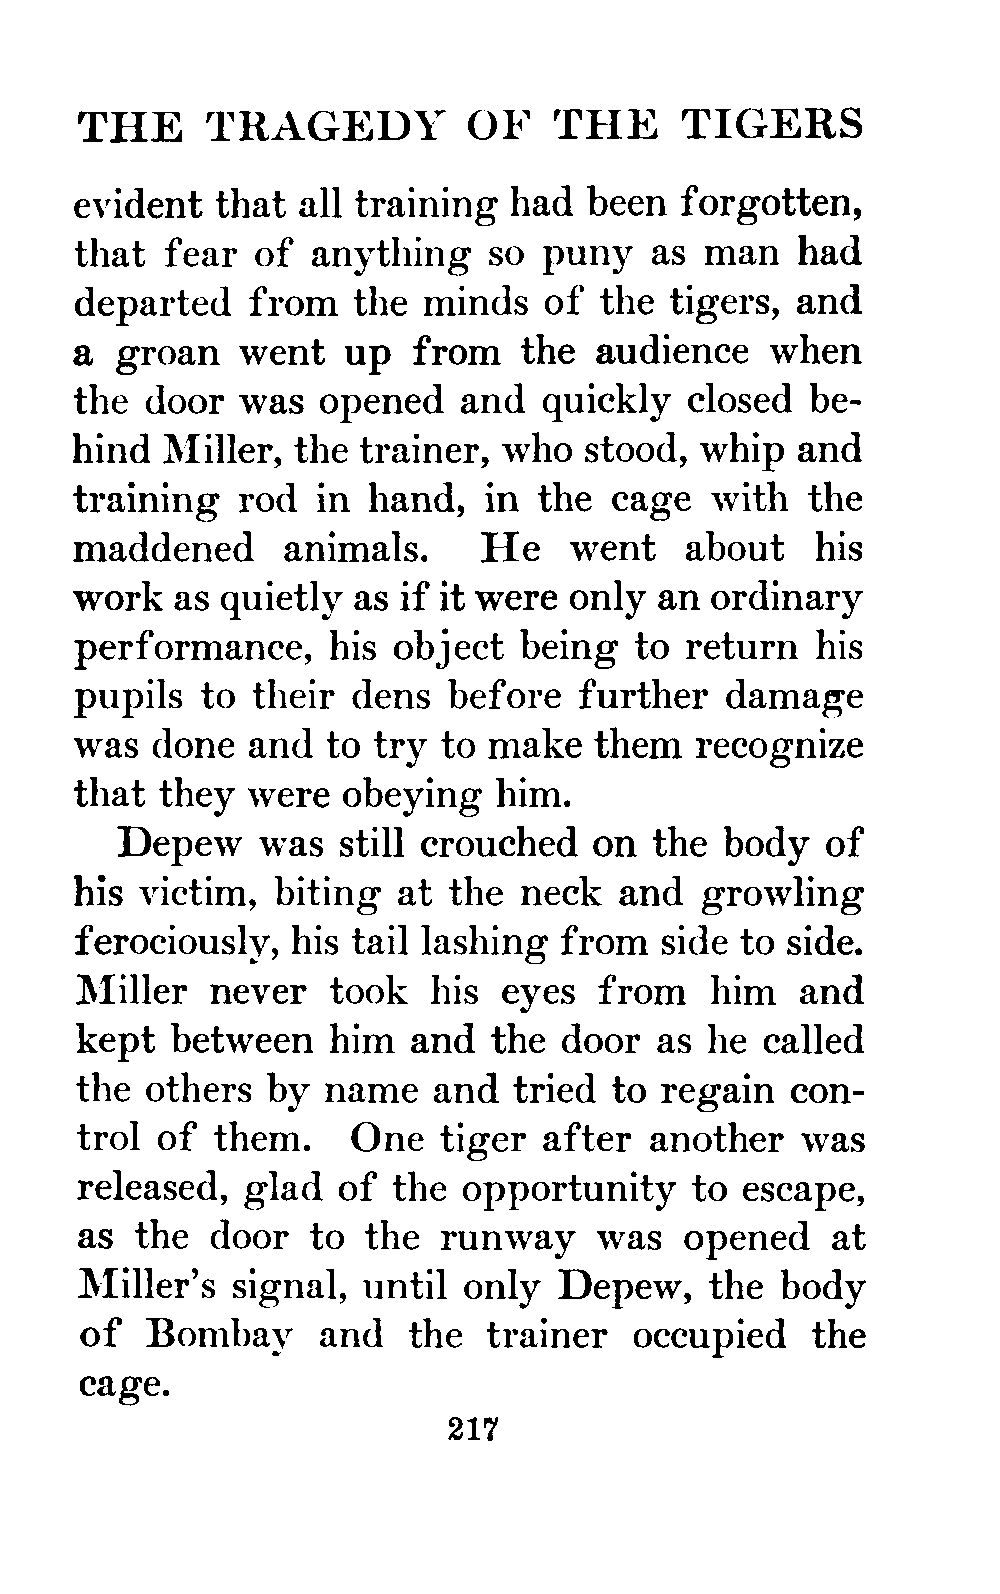 THE TRAGEDY OF THE TIGERS
evident that all training had been forgotten,
that fear of anything so puny as man had
departed from the minds of the tigers, and
a groan went up from the audience when
the door was opened and quickly closed be-
hind Miller, the trainer, who stood, whip and
training rod in hand, in the cage with the
maddened animals. He went about his
work as quietly as if it were only an ordinary
performance, his object being to return his
pupils to their dens before further damage
was done and to try to make them recognize
that they were obeying him.
Depew was still crouched on the body of
his victim, biting at the neck and growling
ferociously, his tail lashing from side to side.
Miller never took his eyes from him and
kept between him and the door as he called
the others by name and tried to regain con-
trol of them. One tiger after another was
released, glad of the opportunity to escape,
as the door to the runway was opened at
Miller's signal, until only Depew, the body
of Bombay and the trainer occupied the
cage.
217